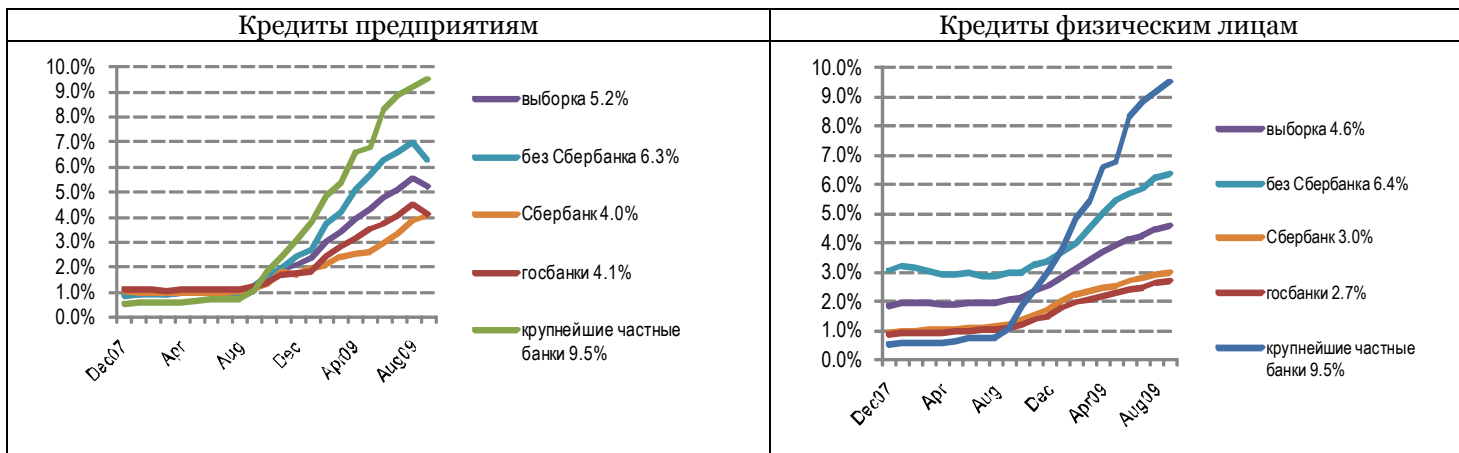 Кредиты предприятиям
10.0%
9.0%
8.0%
7.0%
6.0%
5.0%
4.0%
3.0%
2.0%
1.0%
0.0%
Dec07
Apr
Aug
Dec
Apr09
Aug09
выборка 5.2%
без Сбербанка 6.3%
Сбербанк 4.0%
госбанки 4.1%
крупнейшие частные
банки 9.5%
Кредиты физическим лицам
10.0%
9.0%
8.0%
7.0%
6.0%
5.0%
4.0%
3.0%
2.0%
1.0%
0.0%
Dec07
Apr
Aug
Dec
Apr09
Aug09
выборка 4.6%
без Сбербанка 6.4%
Сбербанк 3.0%
госбанки 2.7%
крупнейшие частные
банки 9.5%